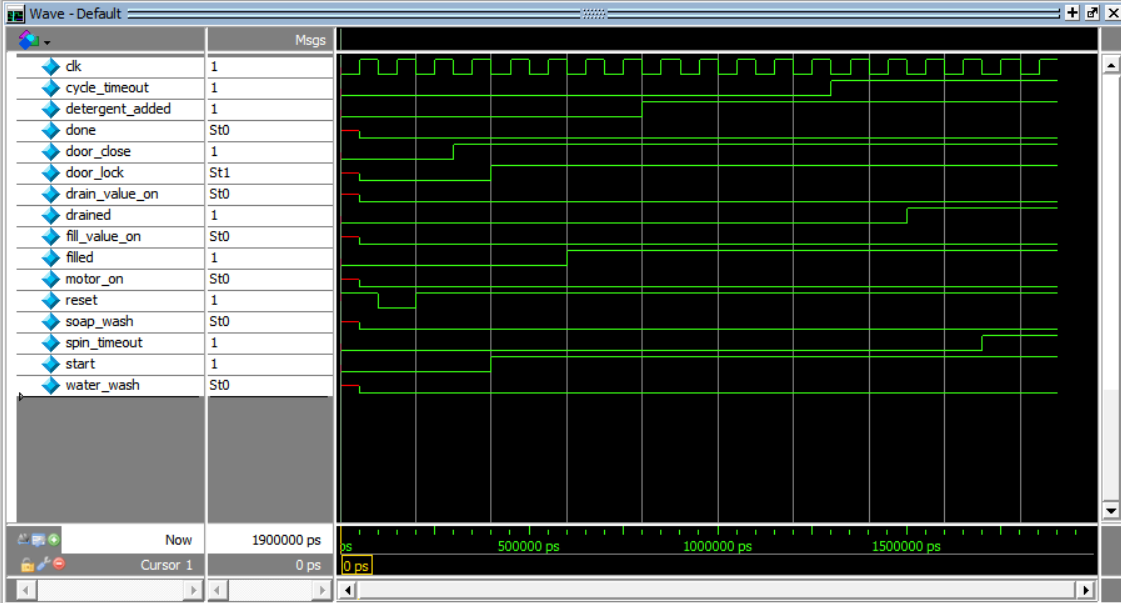 Wave - Default
Msgs
clk 1
cycle_timeout 1
detergent_added 1
done St0
door_close 1
door_lock St1
drain_value_on St0
drained 1
fill_value_on St0
filled 1
motor_on St0
reset 1
soap_wash St0
spin_timeout 1
start 1
water_wash St0
Now 1900000 ps
ps 500000 ps 1000000 ps 1500000 ps
Cursor 1 0 ps 0 ps